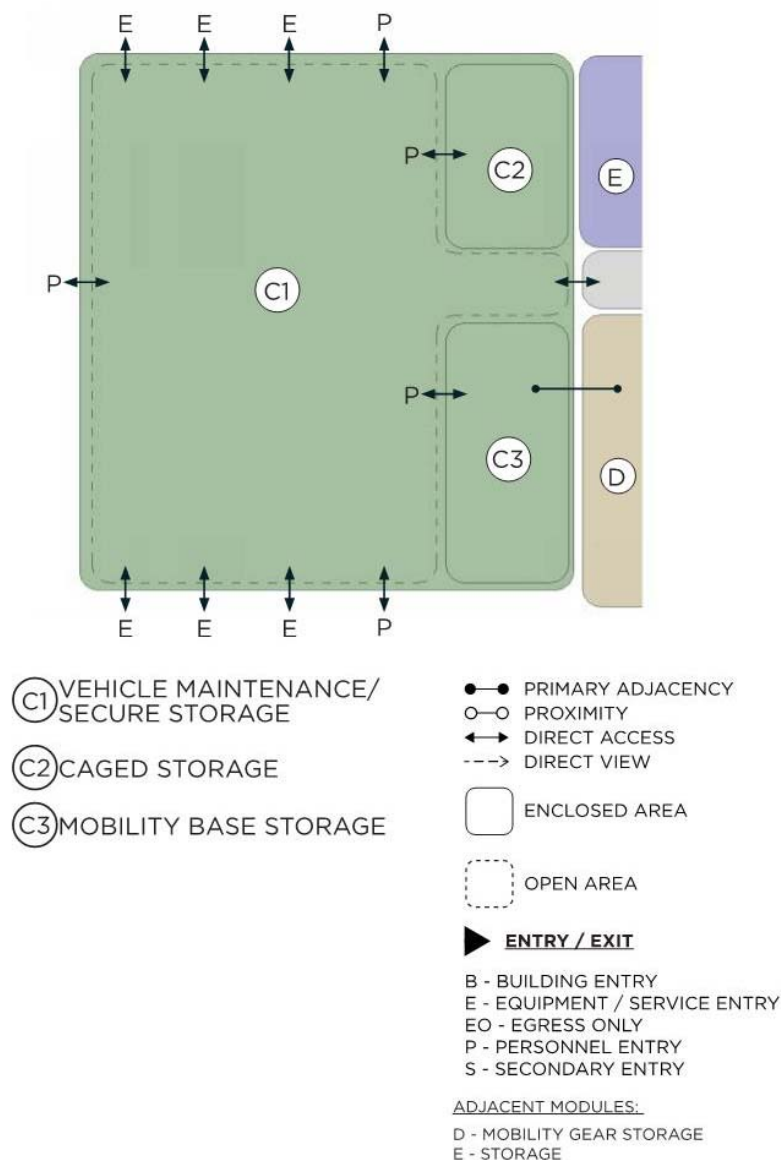 E E E P
P C2 E
P C1
P
C3
D
E E E P
C1 VEHICLE MAINTENANCE/
SECURE STORAGE
C2 CAGED STORAGE
C3 MOBILITY BASE STORAGE
PRIMARY ADJACENCY
PROXIMITY
DIRECT ACCESS
DIRECT VIEW
ENCLOSED AREA
OPEN AREA
ENTRY / EXIT
B - BUILDING ENTRY
E - EQUIPMENT / SERVICE ENTRY
EO - EGRESS ONLY
P - PERSONNEL ENTRY
S - SECONDARY ENTRY
ADJACENT MODULES:
D - MOBILITY GEAR STORAGE
E - STORAGE